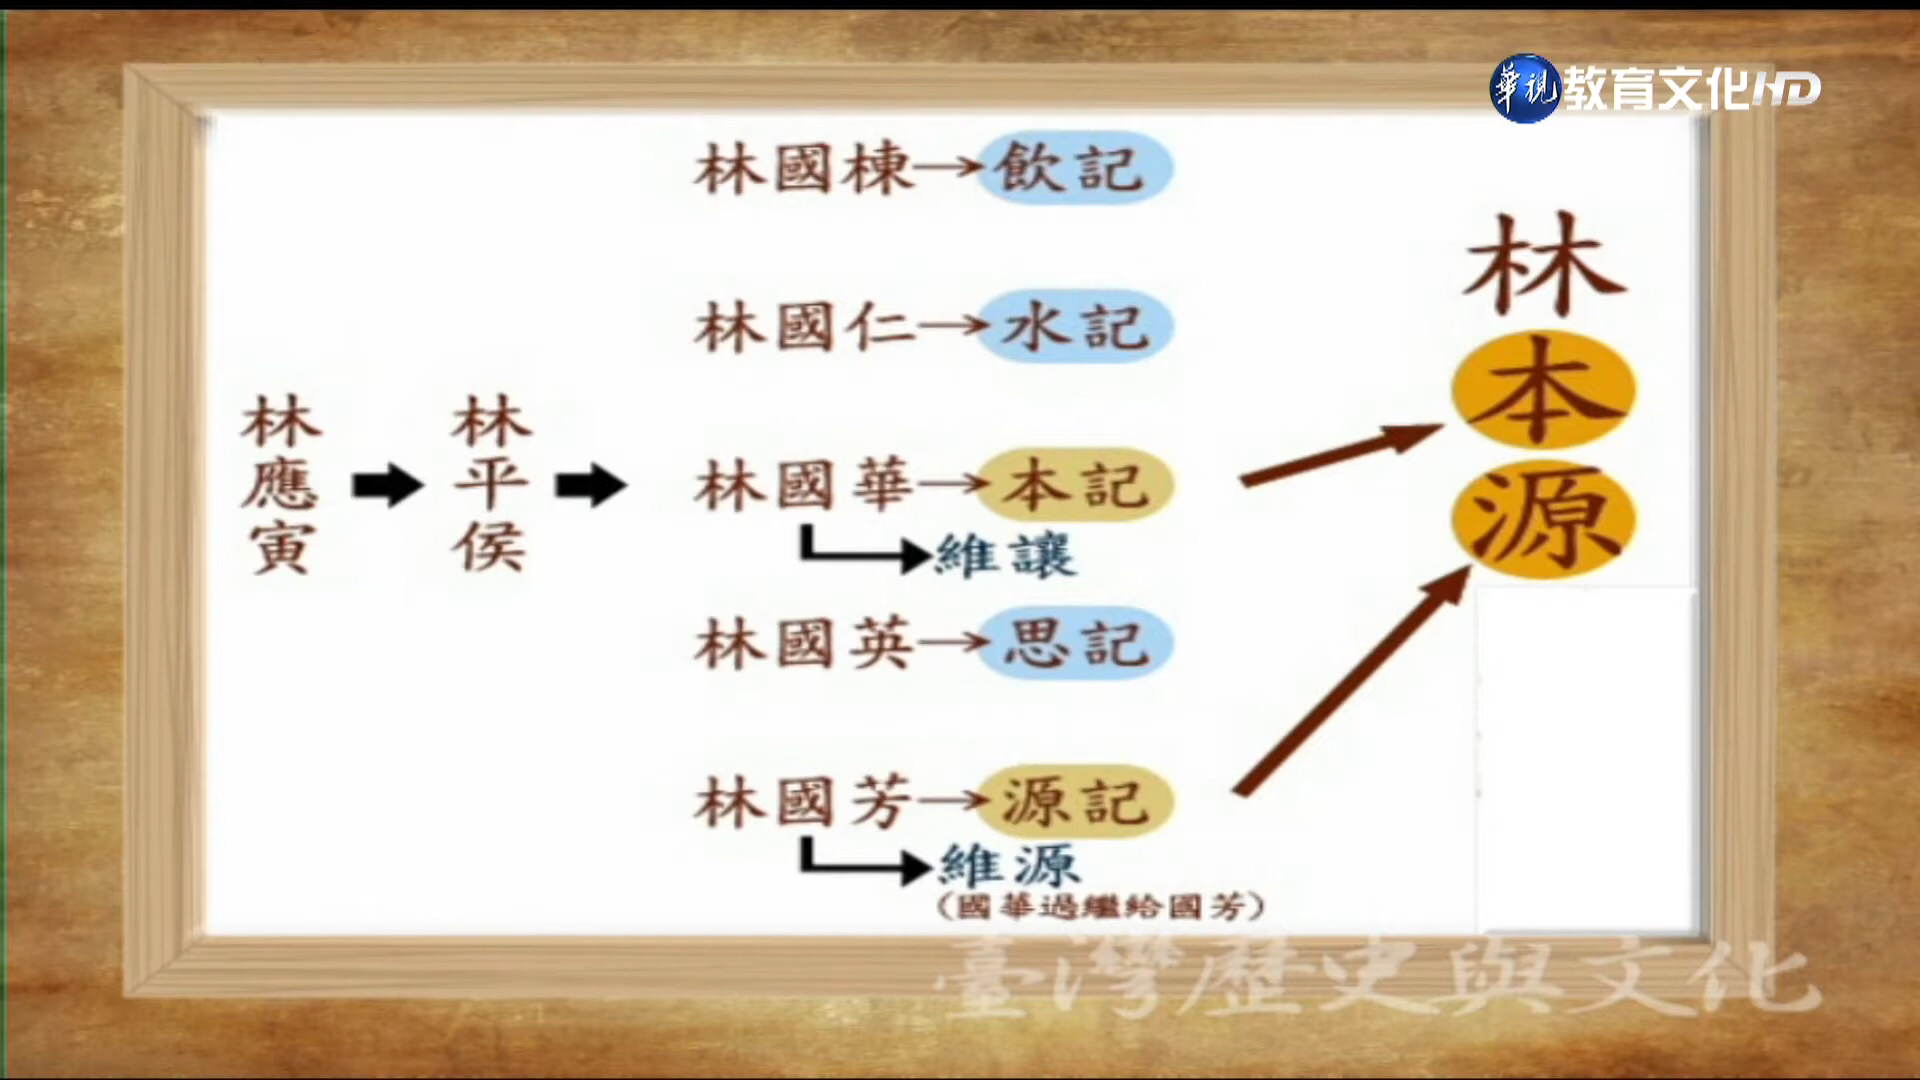 華視 教育文化HD
林國棟→飲記
林國仁→水記
林國華→本記
維讓
林國英→思記
林國芳→源記
維源
(國華過繼給國芳)
林應寅
林平侯
林本源
臺灣歷史與文化